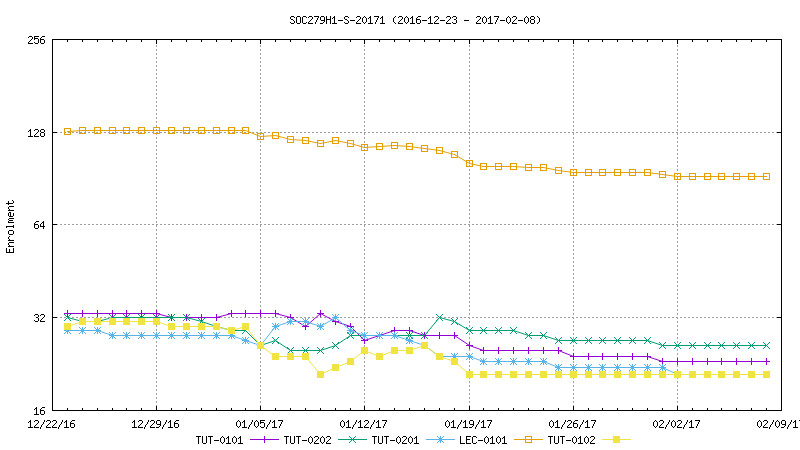 SOC279H1-S-20171 (2016-12-23 - 2017-02-08)
256
128
64
32
16
Enrolment
12/22/16 12/29/16 01/05/17 01/12/17 01/19/17 01/26/17 02/02/17 02/09/1
TUT-0101 TUT-0202 TUT-0201 LEC-0101 TUT-0102